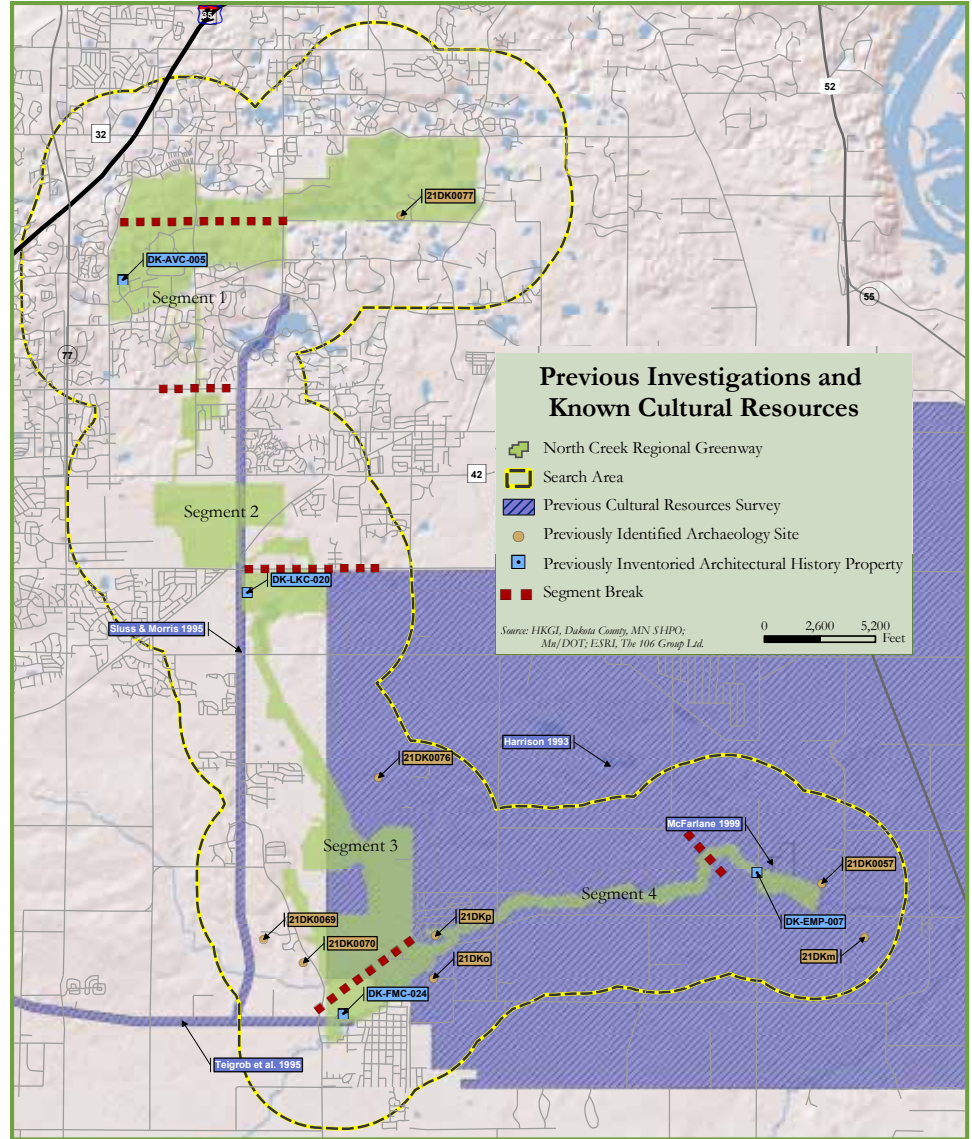 35
52
32
21DK0077
DK-AVC-005
Segment 1
55
77
Previous Investigations and
Known Cultural Resources
North Creek Regional Greenway
Search Area
42
Previous Cultural Resources Survey
Segment 2
Previously Identified Archaeology Site
Previously Inventoried Architectural History Property
DK-LKC-020
Segment Break
Sluss & Morris 1995
Source: HKGI, Dakota County, MN SHPO;
Mn/DOT; ESRI, The 106 Group Ltd.
0 2,600 5,200
Feet
Harrison 1993
21DK0076
McFarlane 1999
Segment 3
21DK0057
Segment 4
21DK0069
21DKp
DK-EMP-007
21DK0070
21DKo
21DKm
DK-FMC-024
Teigrob et al. 1995